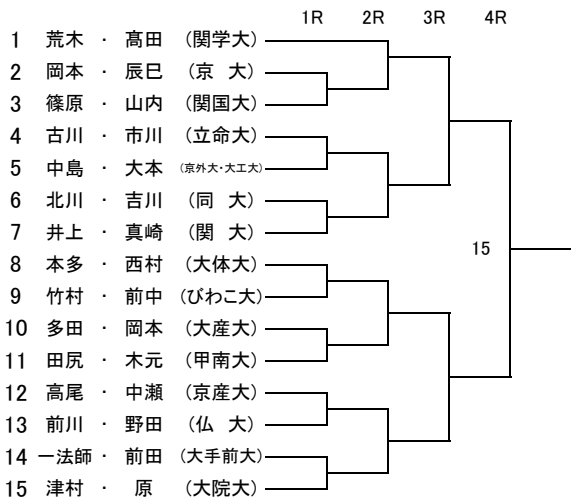 1R 2R 3R 4R
1 荒木 ・ 髙田 (関学大)
2 岡本 ・ 辰巳 (京 大)
3 篠原 ・ 山内 (関国大)
4 古川 ・ 市川 (立命大)
5 中島 ・ 大本 (京外大・大工大)
6 北川 ・ 吉川 (同 大)
7 井上 ・ 真崎 (関 大)
15
8 本多 ・ 西村 (大体大)
9 竹村 ・ 前中 (びわこ大)
10 多田 ・ 岡本 (大産大)
11 田尻 ・ 木元 (甲南大)
12 高尾 ・ 中瀬 (京産大)
13 前川 ・ 野田 (仏 大)
14 一法師 ・ 前田 (大手前大)
15 津村 ・ 原 (大院大)